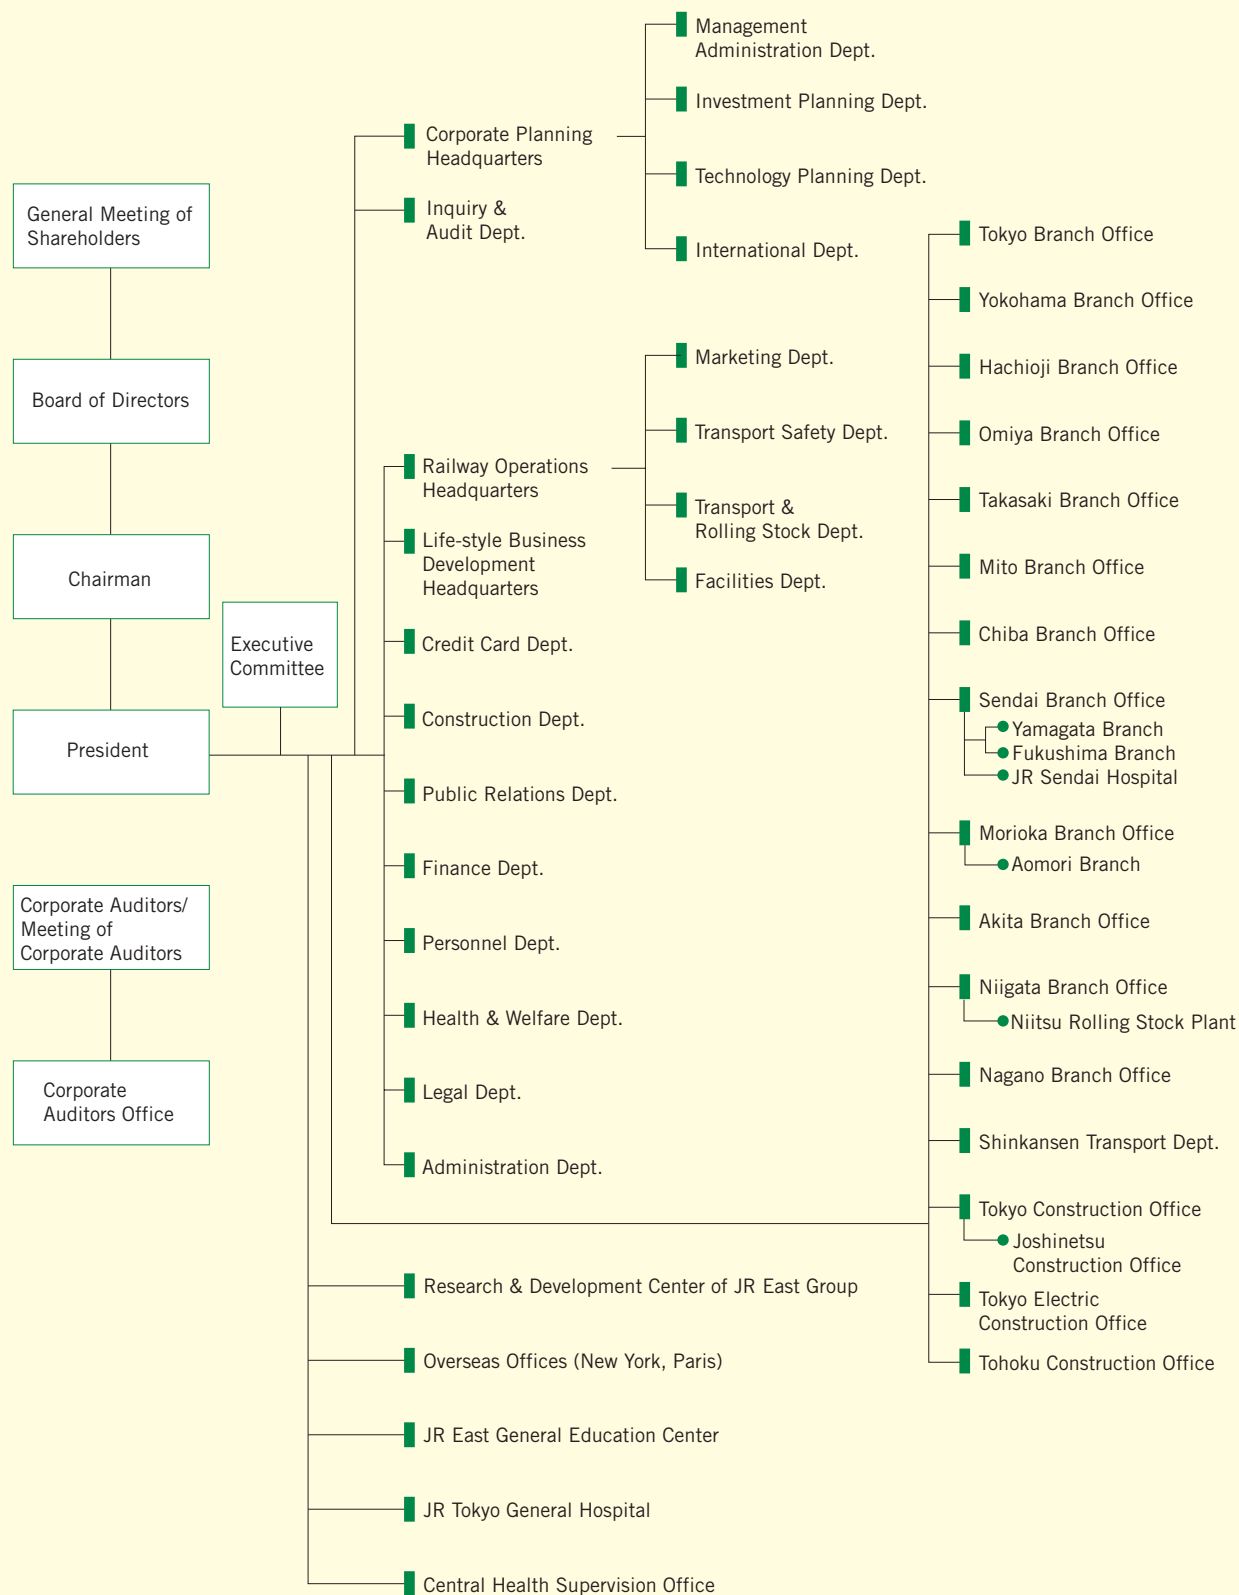 General Meeting of
Shareholders
Board of Directors
Chairman
President
Executive
Committee
Corporate Auditors/
Meeting of
Corporate Auditors
Corporate
Auditors Office
Corporate Planning
Headquarters
Inquiry &
Audit Dept.
Management
Administration Dept.
Investment Planning Dept.
Technology Planning Dept.
International Dept.
Railway Operations
Headquarters
Life-style Business
Development
Headquarters
Credit Card Dept.
Construction Dept.
Public Relations Dept.
Finance Dept.
Personnel Dept.
Health & Welfare Dept.
Legal Dept.
Administration Dept.
Marketing Dept.
Transport Safety Dept.
Transport &
Rolling Stock Dept.
Facilities Dept.
Research & Development Center of JR East Group
Overseas Offices (New York, Paris)
JR East General Education Center
JR Tokyo General Hospital
Central Health Supervision Office
Tokyo Branch Office
Yokohama Branch Office
Hachioji Branch Office
Omiya Branch Office
Takasaki Branch Office
Mito Branch Office
Chiba Branch Office
Sendai Branch Office
Yamagata Branch
Fukushima Branch
JR Sendai Hospital
Morioka Branch Office
Aomori Branch
Akita Branch Office
Niigata Branch Office
Niitsu Rolling Stock Plant
Nagano Branch Office
Shinkansen Transport Dept.
Tokyo Construction Office
Joshinetsu
Construction Office
Tokyo Electric
Construction Office
Tohoku Construction Office